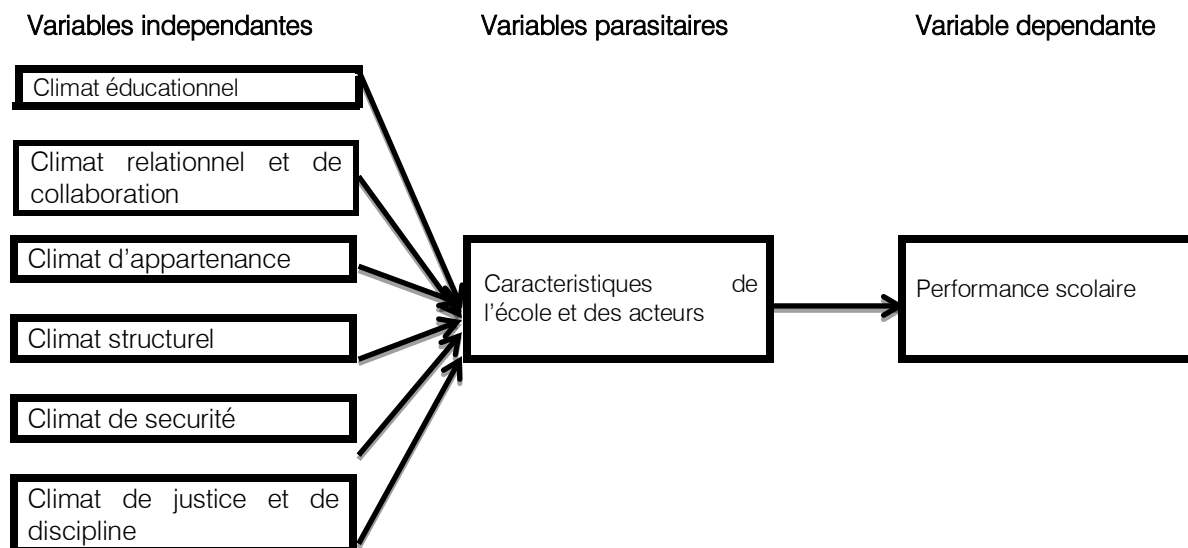 Variables independantes
Variables parasitaires
Variable dependante
Climat éducationnel
Climat relationnel et de
collaboration
Climat d'appartenance
Climat structurel
Climat de securité
Climat de justice et de
discipline
Caracteristiques de
l'école et des acteurs
Performance scolaire